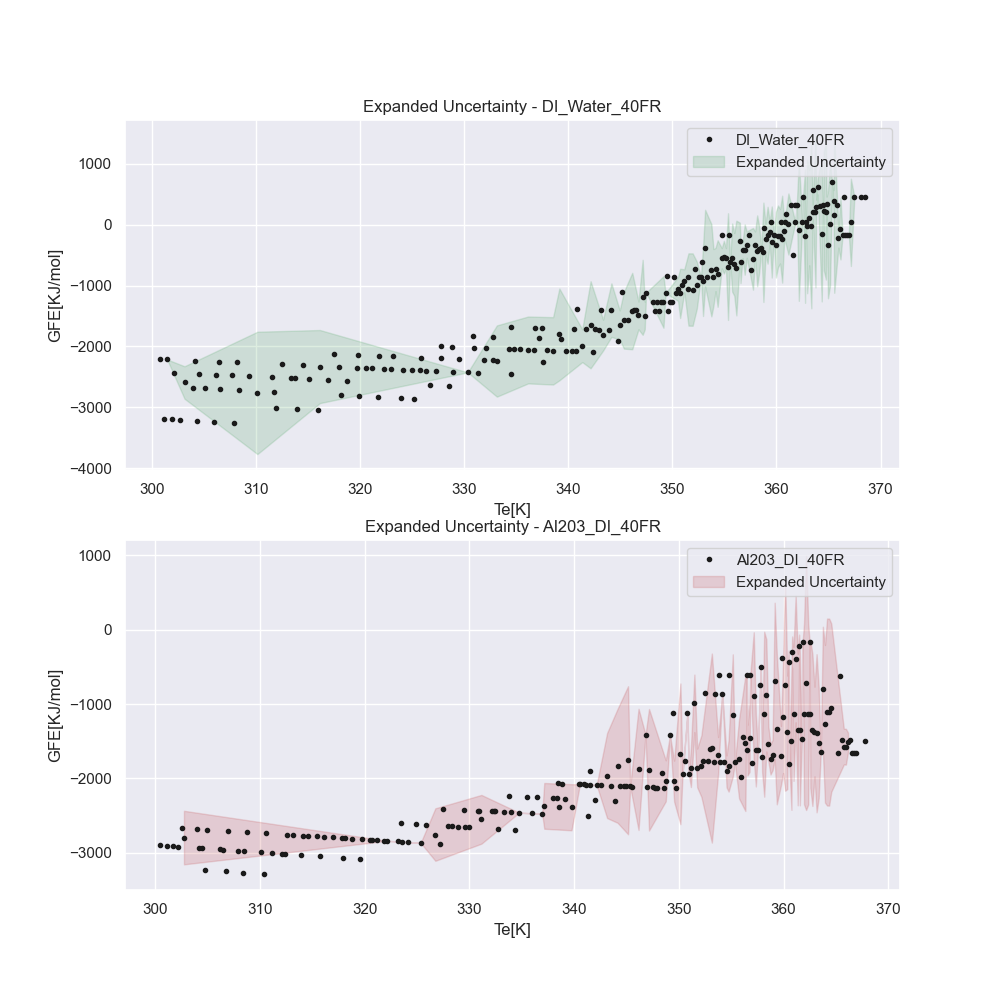 Expanded Uncertainty - DI_Water_40FR
DI_Water_40FR
Expanded Uncertainty
GFE[KJ/mol]
1000
0
−1000
−2000
−3000
−4000
300 310 320 330 340 350 360 370
Te[K]
Expanded Uncertainty - Al203_DI_40FR
Al203_DI_40FR
Expanded Uncertainty
GFE[KJ/mol]
1000
0
−1000
−2000
−3000
300 310 320 330 340 350 360 370
Te[K]